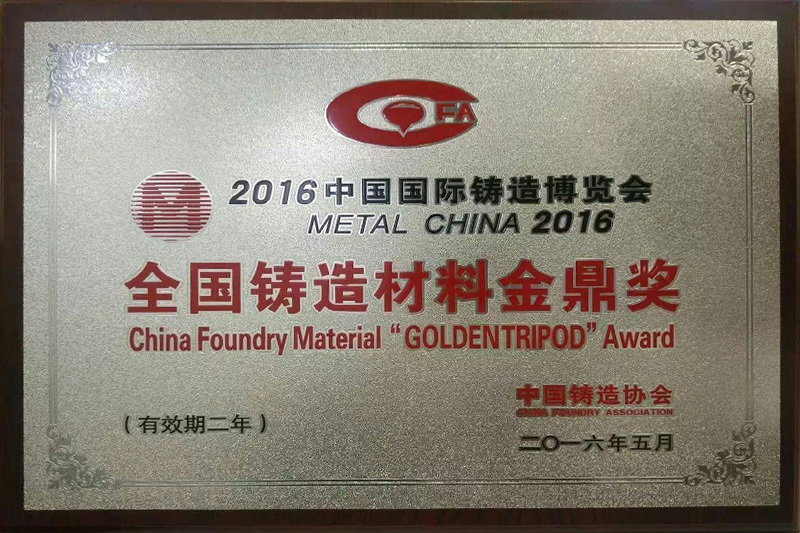 CFA
2016中国国际铸造博览会
METAL CHINA 2016
全国铸造材料金鼎奖
China Foundry Material “GOLDEN TRIPOD” Award
中国铸造协会
CHINA FOUNDRY ASSOCIATION
（有效期二年）
二〇一六年五月